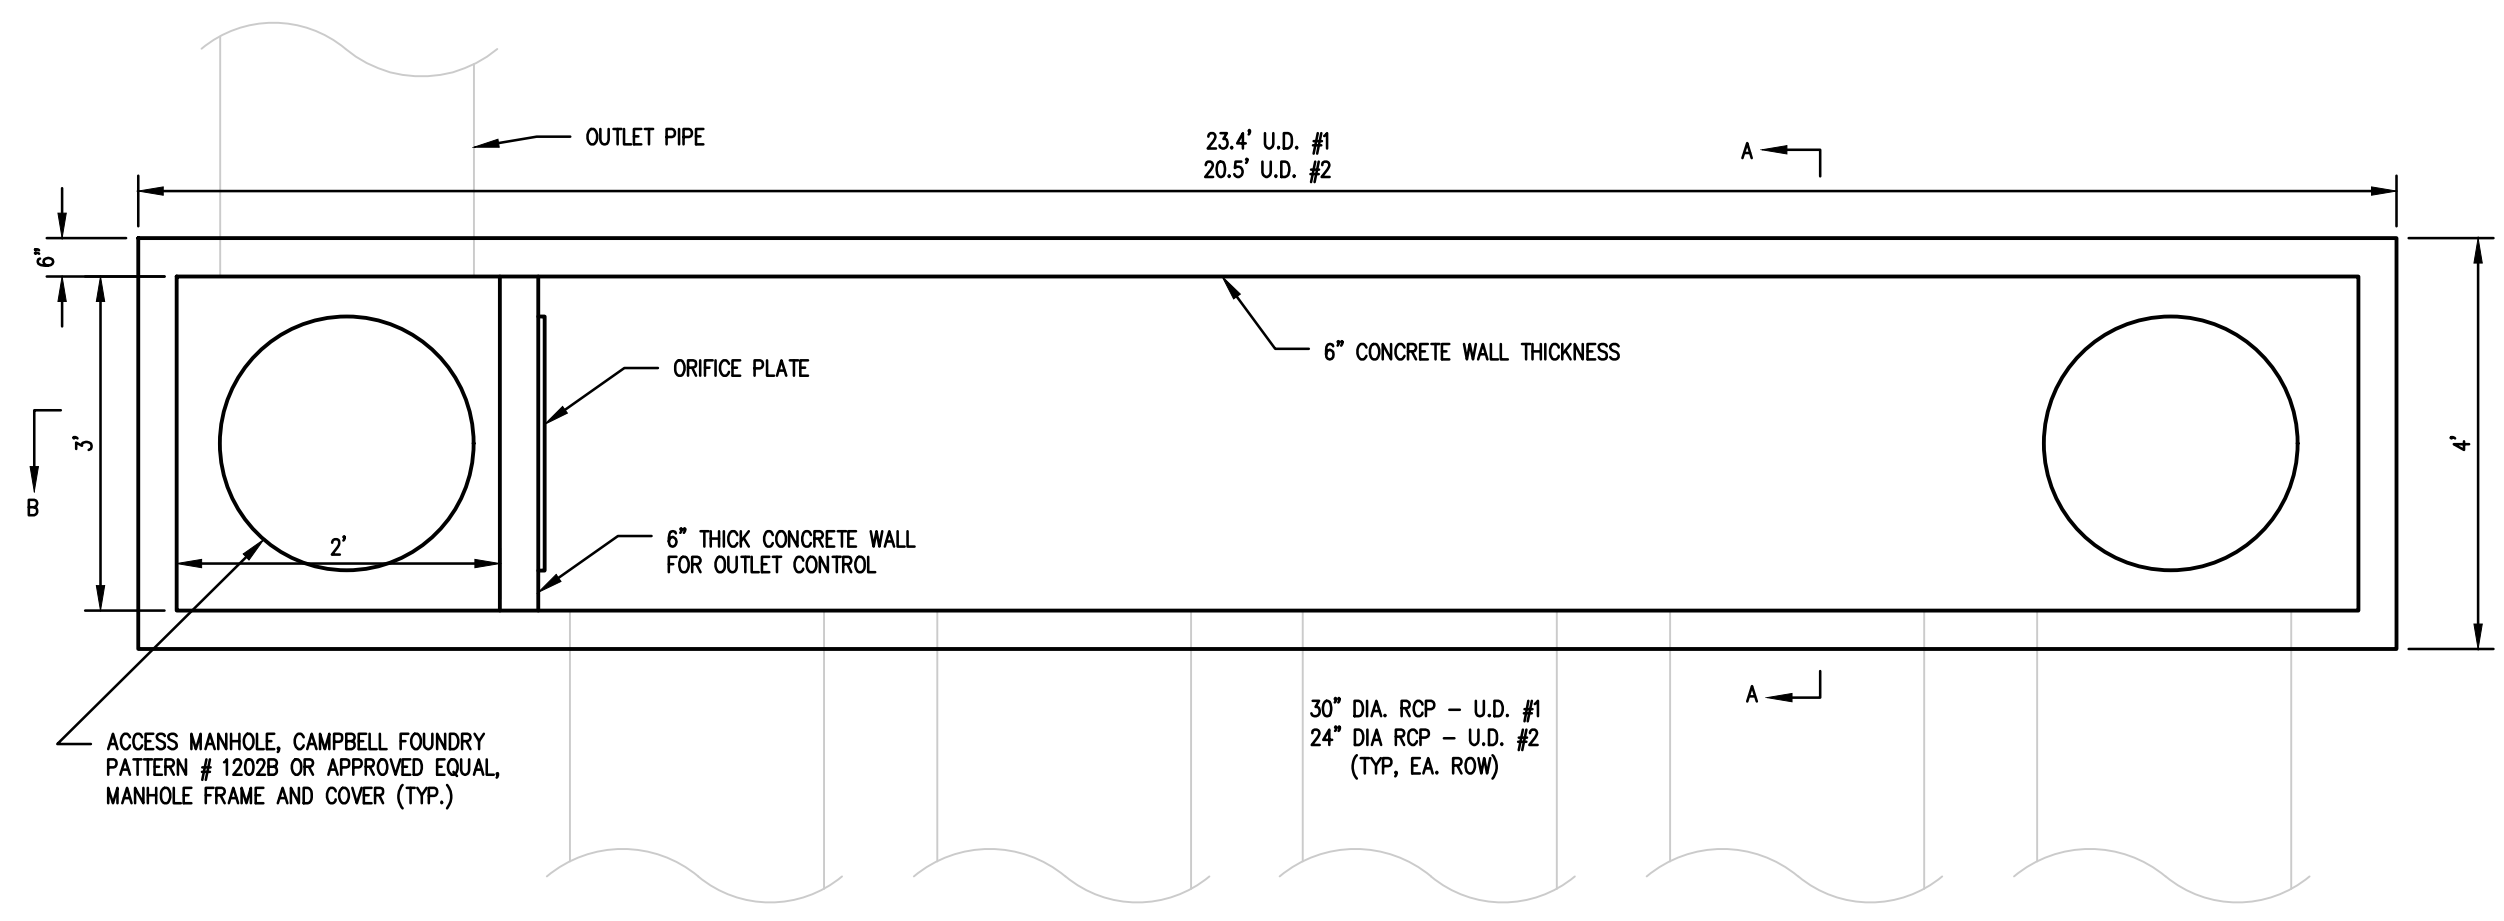 OUTLET PIPE
23.4' U.D. #1
20.5' U.D. #2
A
6"
6" CONCRETE WALL THICKNESS
ORIFICE PLATE
3'
4'
B
2'
6" THICK CONCRETE WALL
FOR OUTLET CONTROL
A
30" DIA. RCP - U.D. #1
24" DIA RCP - U.D. #2
(TYP, EA. ROW)
ACCESS MANHOLE, CAMPBELL FOUNDRY
PATTERN # 1202B OR APPROVED EQUAL,
MANHOLE FRAME AND COVER (TYP.)